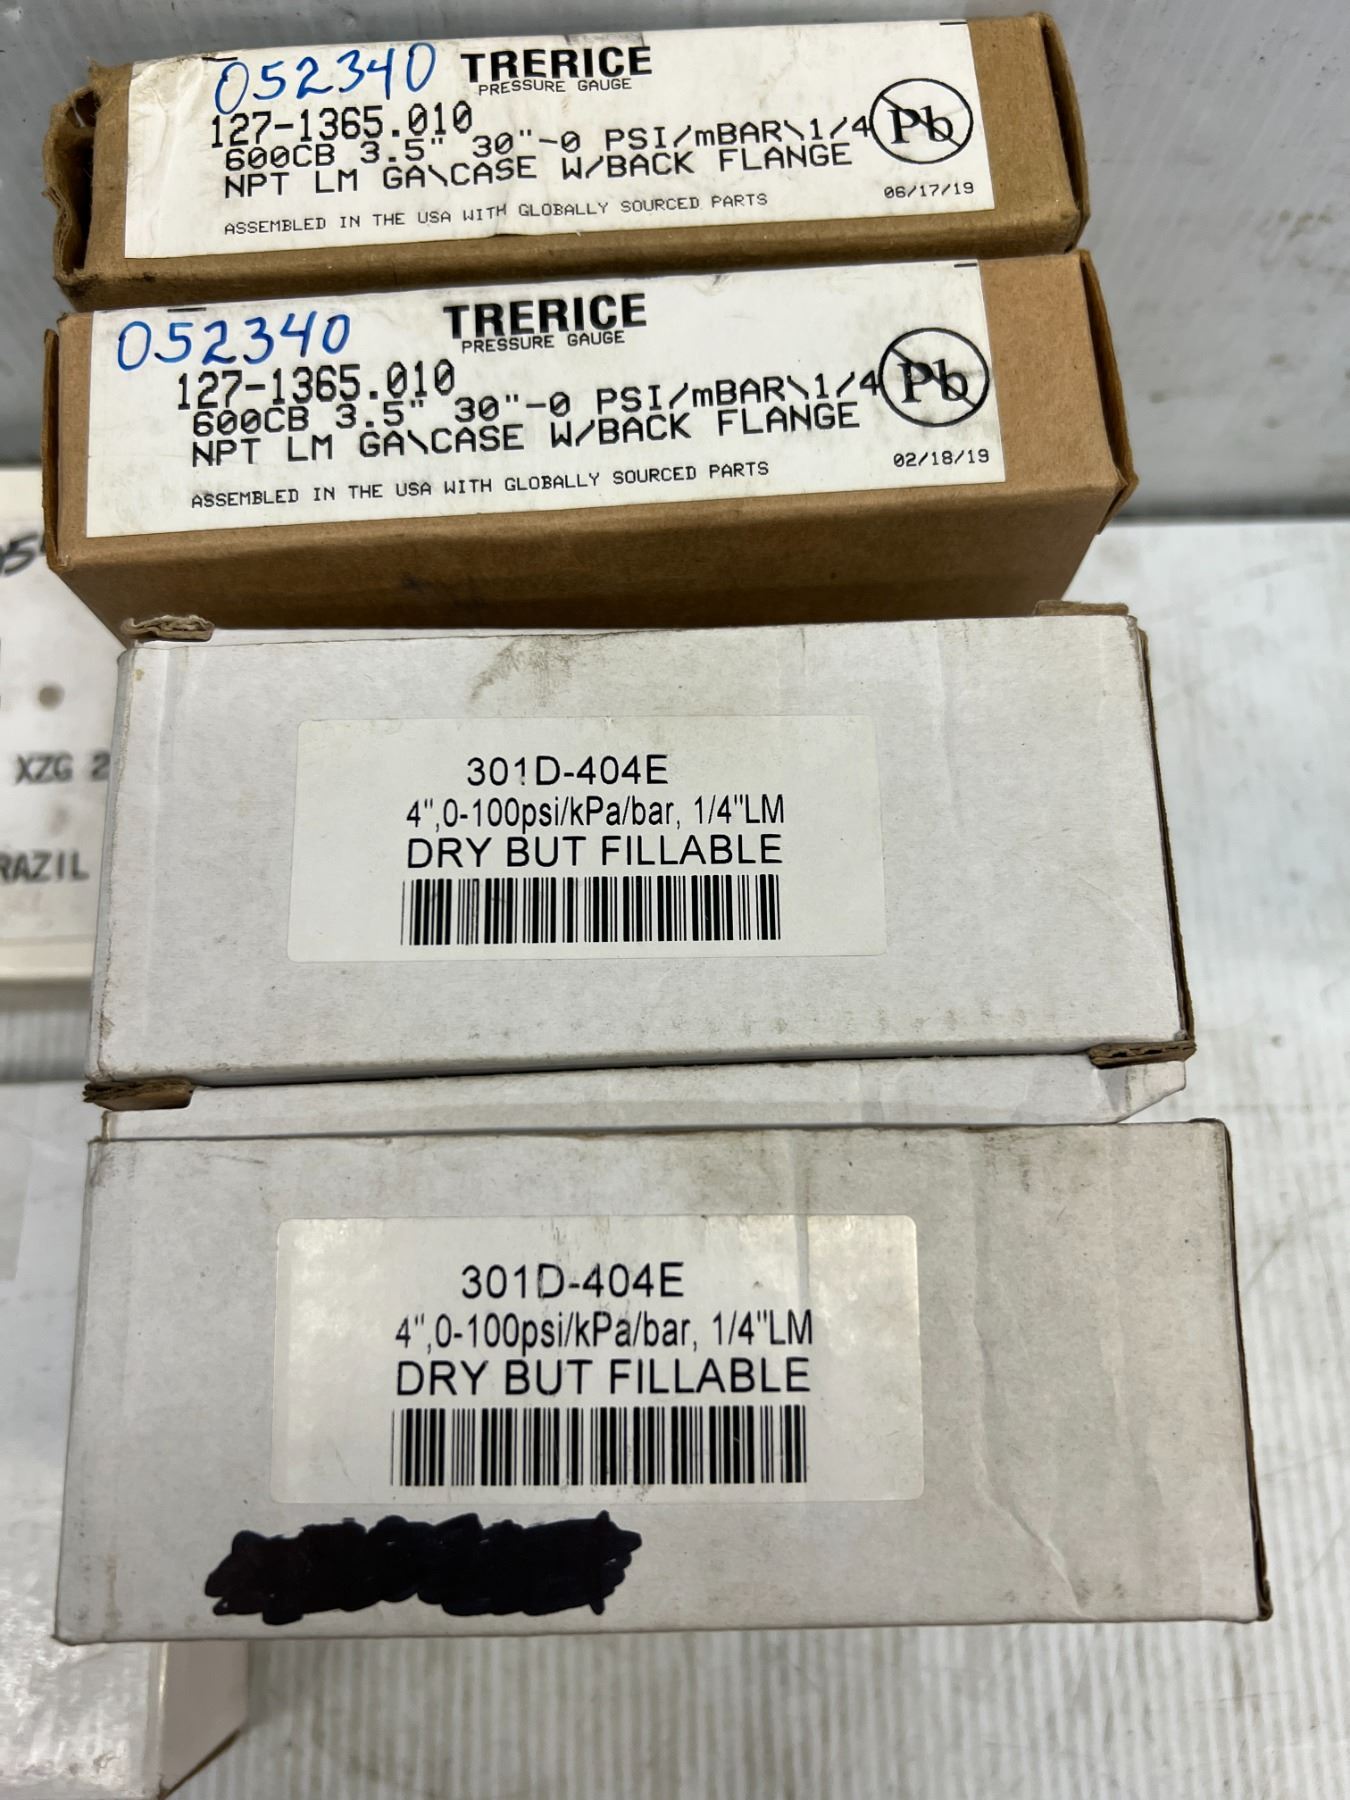 052340 TRERICE
PRESSURE GAUGE
127-1365.010
600CB 3.5" 30"-0 PSI/mBAR\1/4
NPT LM GA\CASE W/BACK FLANGE
Pb
ASSEMBLED IN THE USA WITH GLOBALLY SOURCED PARTS
06/17/19
052340 TRERICE
PRESSURE GAUGE
127-1365.010
600CB 3.5" 30"-0 PSI/mBAR\1/4
NPT LM GA\CASE W/BACK FLANGE
Pb
ASSEMBLED IN THE USA WITH GLOBALLY SOURCED PARTS
02/18/19
XZG 2
RAZIL
301D-404E
4",0-100psi/kPa/bar, 1/4"LM
DRY BUT FILLABLE
301D-404E
4",0-100psi/kPa/bar, 1/4"LM
DRY BUT FILLABLE